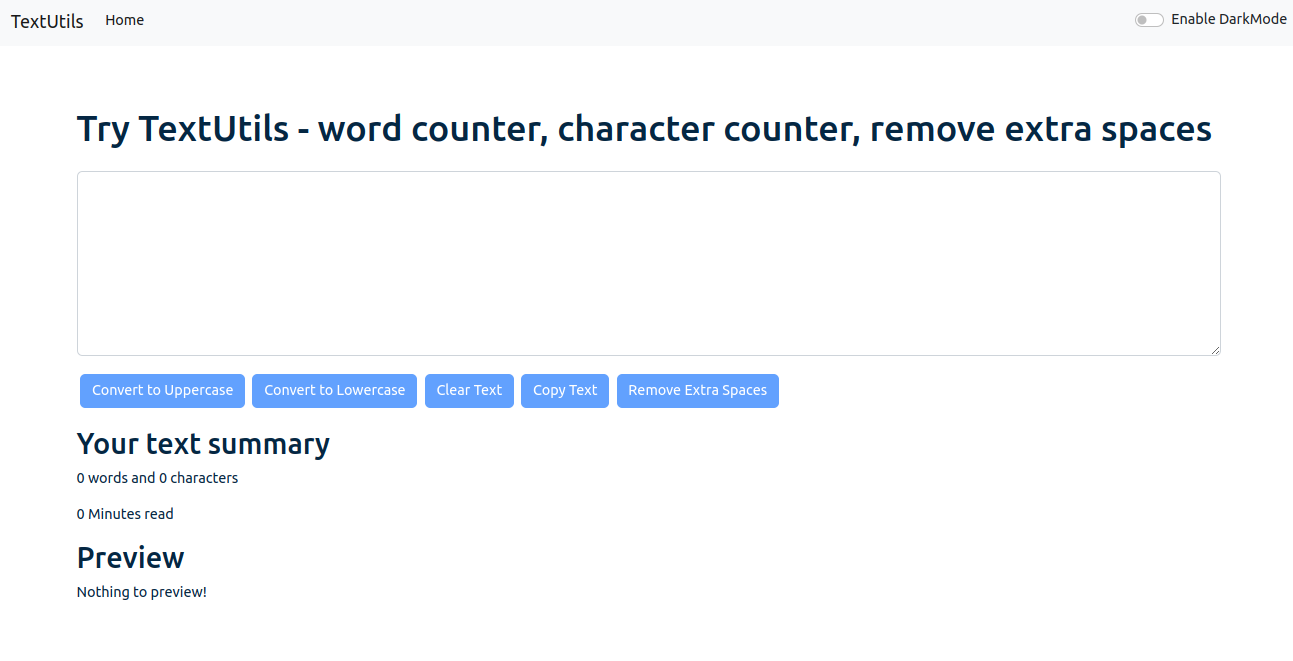 TextUtils Home Enable DarkMode
Try TextUtils - word counter, character counter, remove extra spaces
Convert to Uppercase Convert to Lowercase Clear Text Copy Text Remove Extra Spaces
Your text summary
0 words and 0 characters
0 Minutes read
Preview
Nothing to preview!